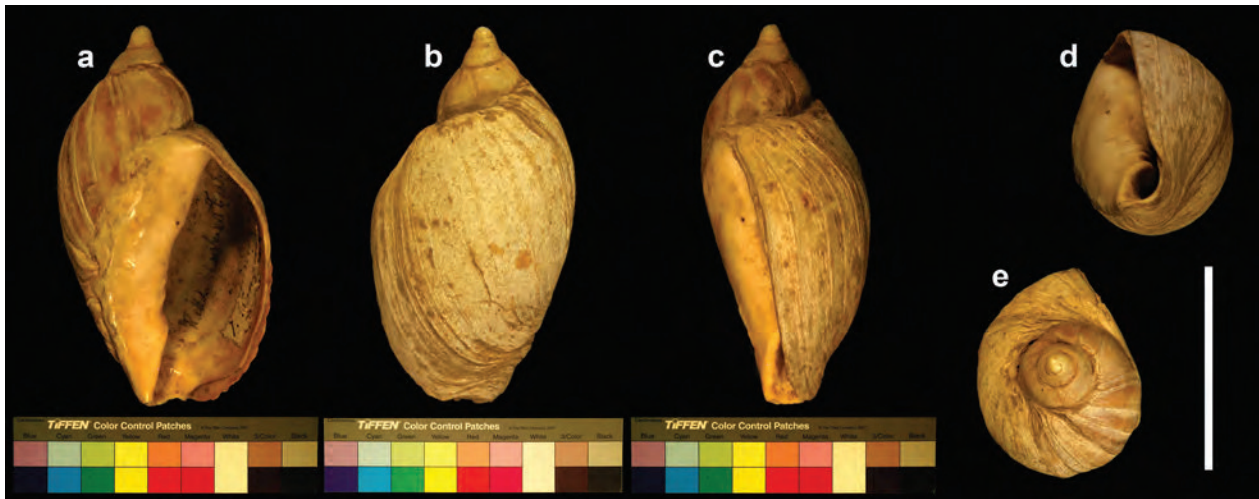 a
b
c
d
e
TIFFEN Color Control Patches
Blue Cyan Green Yellow Red Magenta White 3/Color Black
TIFFEN Color Control Patches
Blue Cyan Green Yellow Red Magenta White 3/Color Black
TIFFEN Color Control Patches
Blue Cyan Green Yellow Red Magenta White 3/Color Black